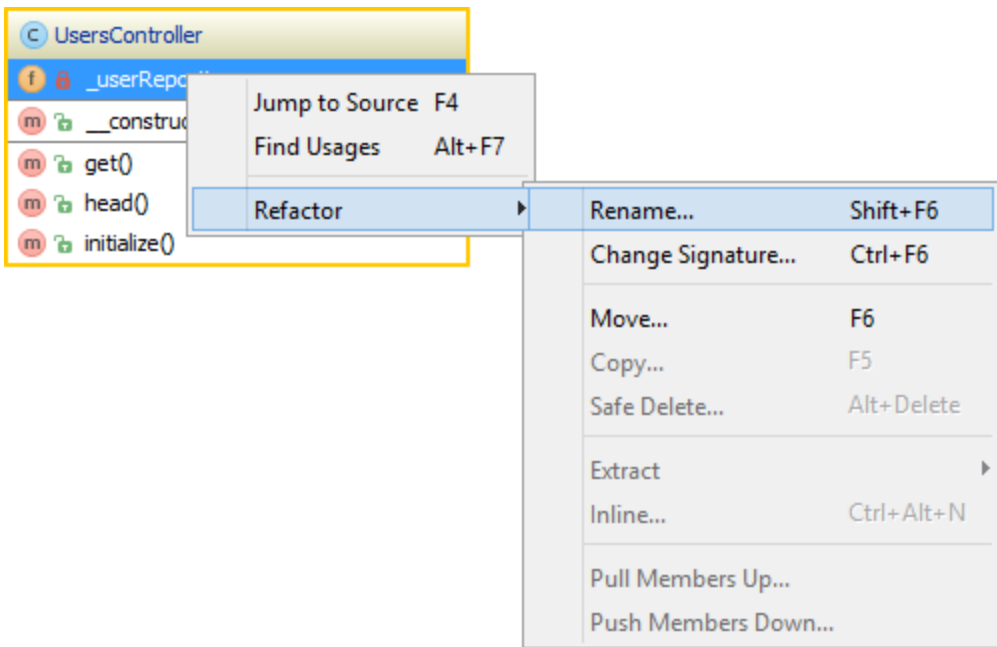 C UsersController
f _userRepo
Jump to Source F4
m __construc
Find Usages Alt+F7
m get()
m head()
Refactor
Rename... Shift+F6
m initialize()
Change Signature... Ctrl+F6
Move... F6
Copy... F5
Safe Delete... Alt+Delete
Extract
Inline... Ctrl+Alt+N
Pull Members Up...
Push Members Down...